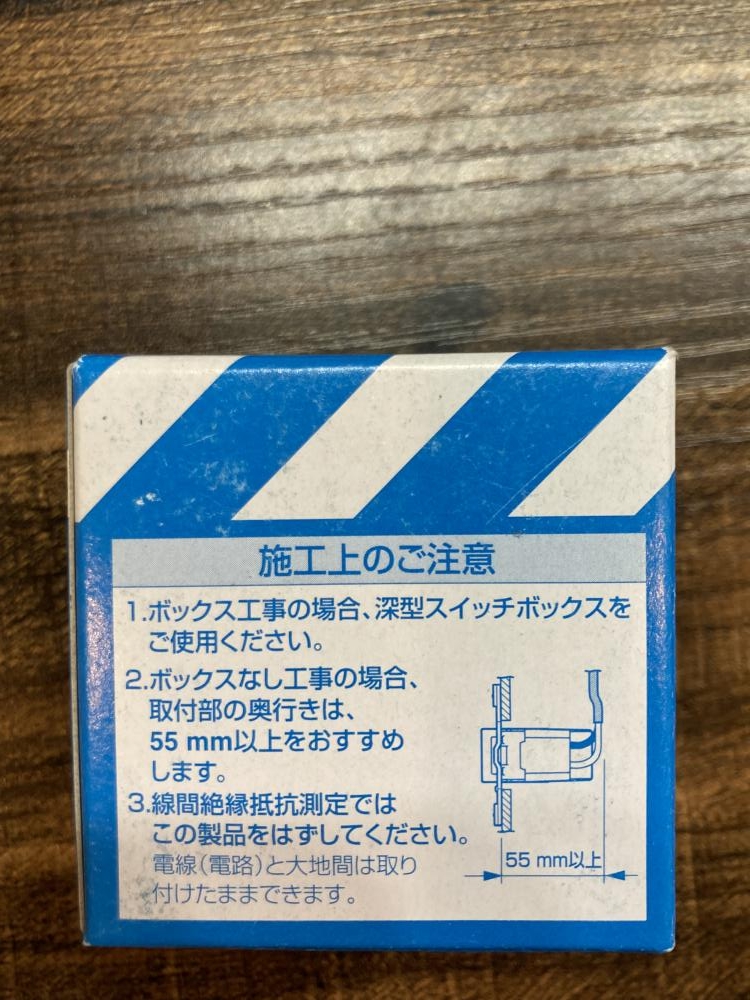 施工上のご注意
1.ボックス工事の場合、深型スイッチボックスを
ご使用ください。
2.ボックスなし工事の場合、
取付部の奥行きは、
55 mm以上をおすすめ
します。
3.線間絶縁抵抗測定では
この製品をはずしてください。
電線(電路)と大地間は取り
付けたままできます。
55 mm以上